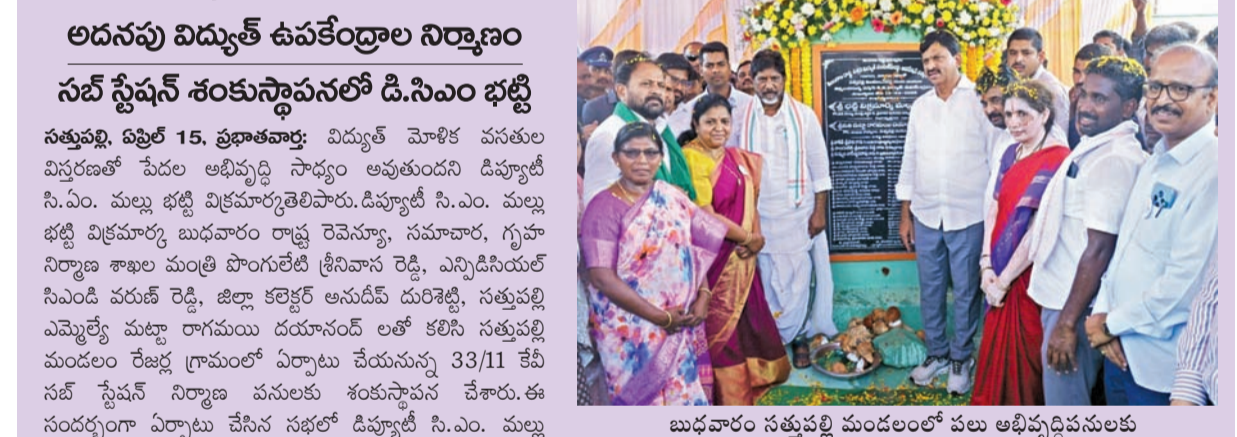 అదనపు విద్యుత్ ఉపకేంద్రాల నిర్మాణం
సబ్ స్టేషన్ శంకుస్థాపనలో డి.సిఎం భట్టి
సత్తుపల్లి, ఏప్రిల్ 15, ప్రభాతవార్త: విద్యుత్ మోళిక వసతుల
విస్తరణతో పేదల అభివృద్ధి సాధ్యం అవుతుందని డిప్యూటీ
సి.ఏం. మల్లు భట్టి విక్రమార్కతెలిపారు.డిప్యూటీ సి.ఎం. మల్లు
భట్టి విక్రమార్క బుధవారం రాష్ట్ర రెవెన్యూ, సమాచార, గృహ
నిర్మాణ శాఖల మంత్రి పొంగులేటి శ్రీనివాస రెడ్డి, ఎన్పిడిసియల్
సిఎండి వరుణ్ రెడ్డి, జిల్లా కలెక్టర్ అనుదీప్ దురిశెట్టి, సత్తుపల్లి
ఎమ్మెల్యే మట్టా రాగమయి దయానంద్ లతో కలిసి సత్తుపల్లి
మండలం రేజర్ల గ్రామంలో ఏర్పాటు చేయనున్న 33/11 కేవీ
సబ్ స్టేషన్ నిర్మాణ పనులకు శంకుస్థాపన చేశారు.ఈ
సందర్భంగా ఏర్పాటు చేసిన సభలో డిప్యూటీ సి.ఎం. మల్లు
బుధవారం సత్తుపల్లి మండలంలో పలు అభివృద్ధిపనులకు